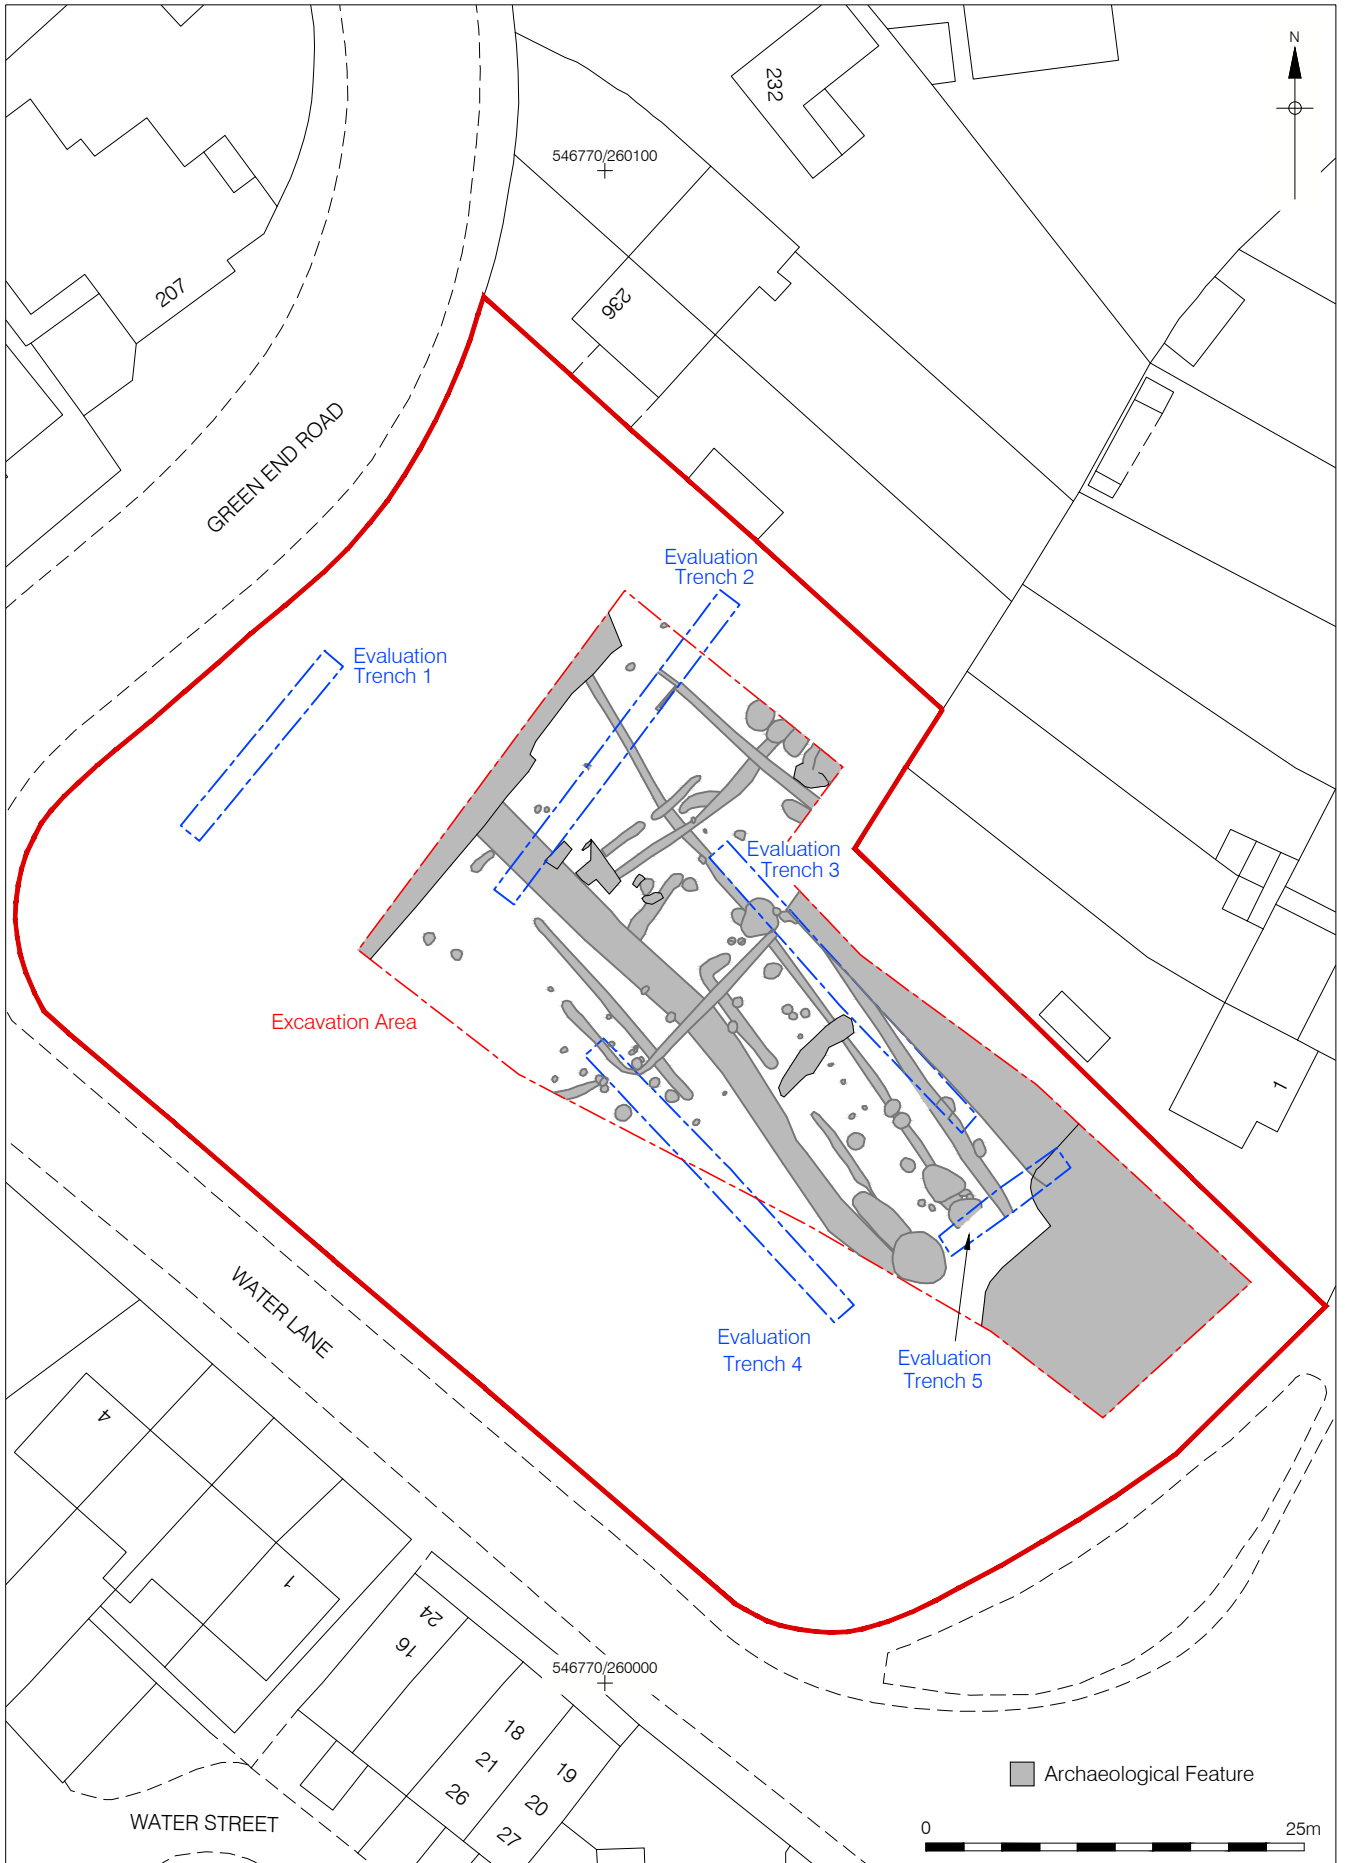 N
232
546770/260100
207
236
GREEN END ROAD
Evaluation
Trench 2
Evaluation
Trench 1
Evaluation
Trench 3
Excavation Area
1
Evaluation
Trench 4
Evaluation
Trench 5
WATER LANE
4
1
24
16
546770/260000
18
21
26
19
20
27
Archaeological Feature
WATER STREET
0
25m